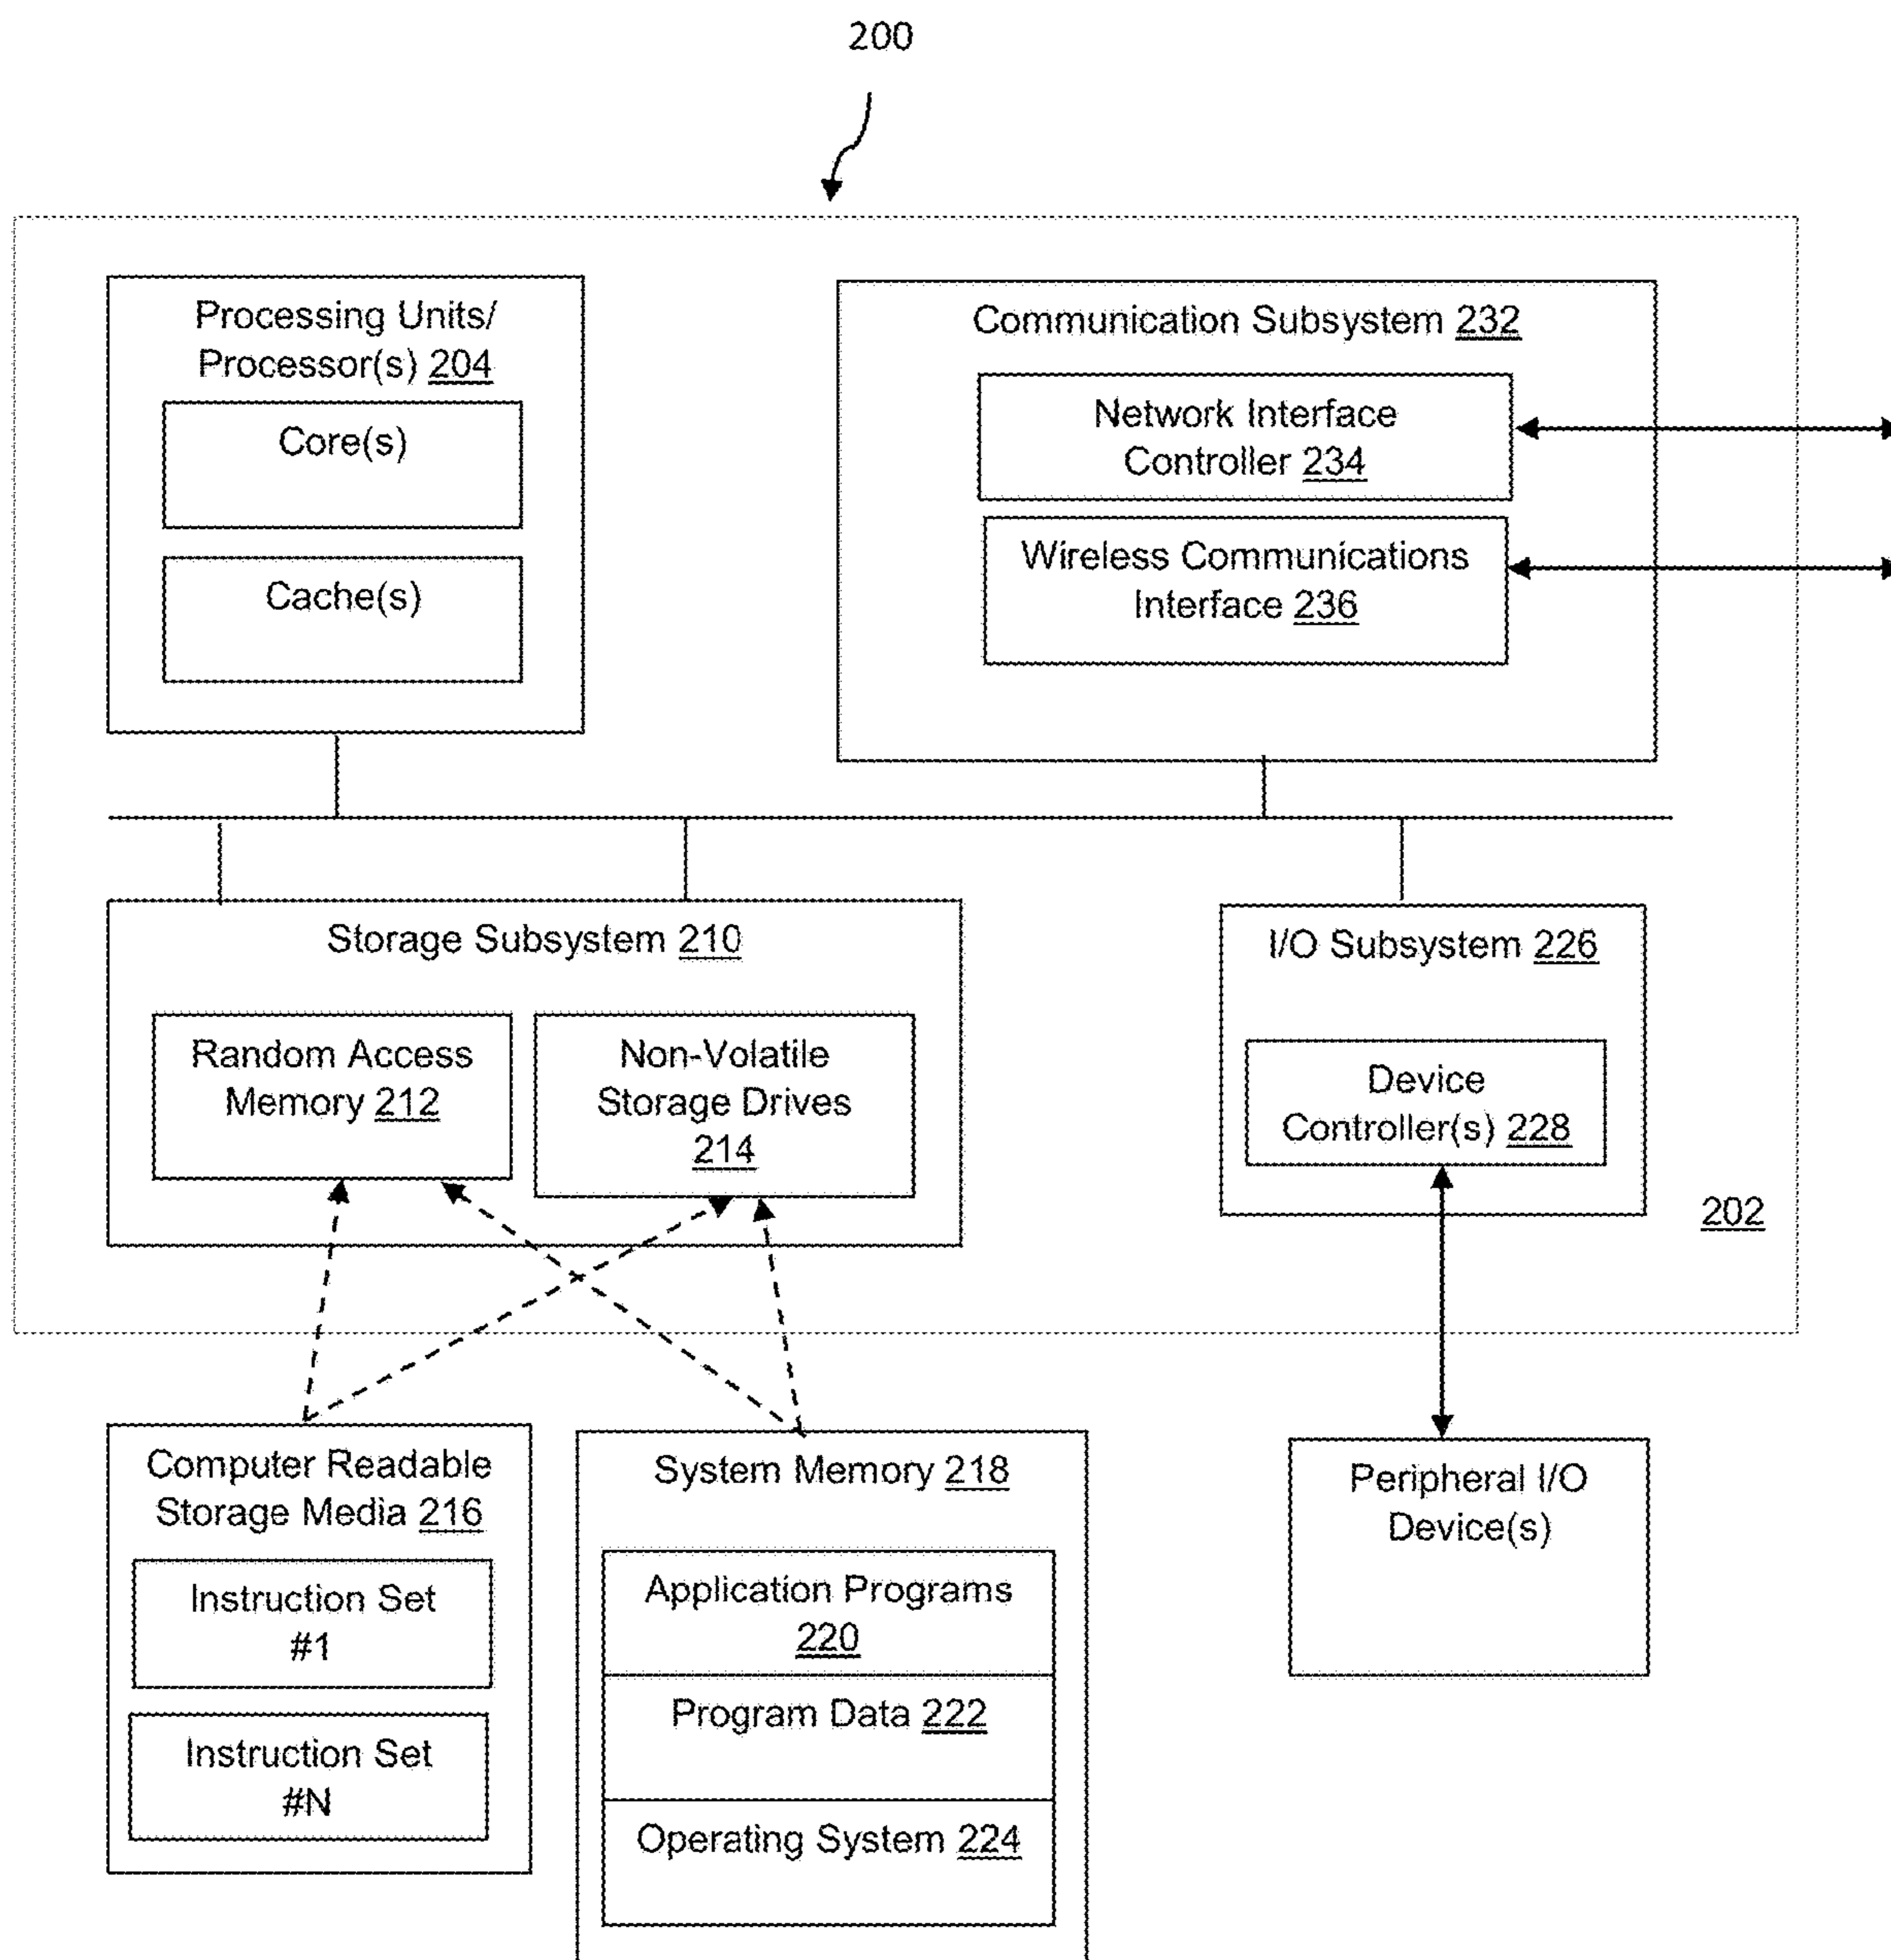 200
Processing Units/
Processor(s) 204
Core(s)
Cache(s)
Communication Subsystem 232
Network Interface
Controller 234
Wireless Communications
Interface 236
Storage Subsystem 210
Random Access
Memory 212
Non-Volatile
Storage Drives
214
I/O Subsystem 226
Device
Controller(s) 228
202
Computer Readable
Storage Media 216
Instruction Set
#1
Instruction Set
#N
System Memory 218
Application Programs
220
Program Data 222
Operating System 224
Peripheral I/O
Device(s)